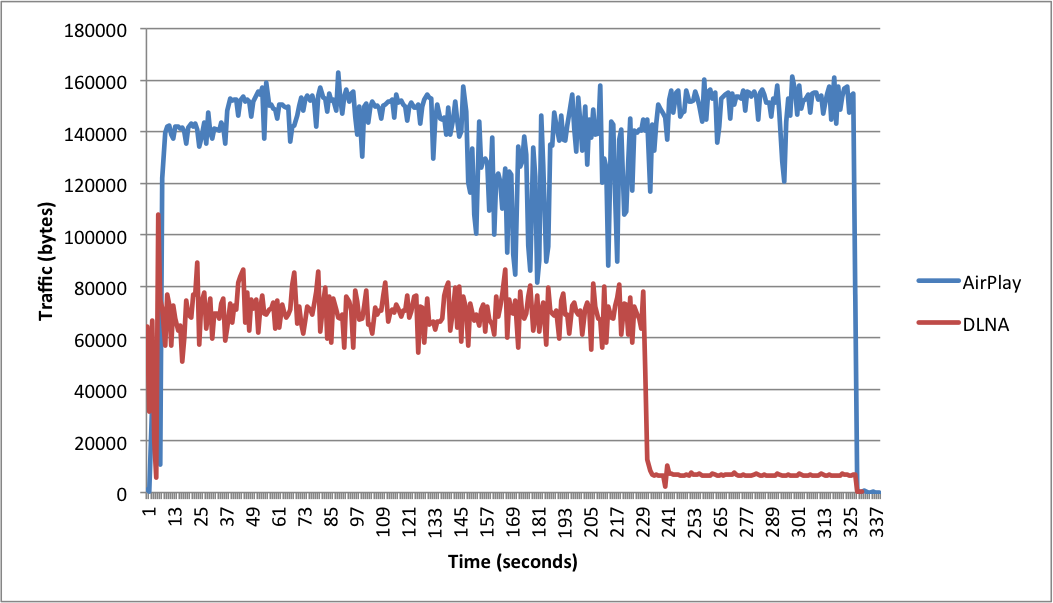 180000
160000
140000
120000
100000
80000
60000
40000
20000
0
Traffic (bytes)
1 13 25 37 49 61 73 85 97 109 121 133 145 157 169 181 193 205 217 229 241 253 265 277 289 301 313 325 337
Time (seconds)
AirPlay
DLNA